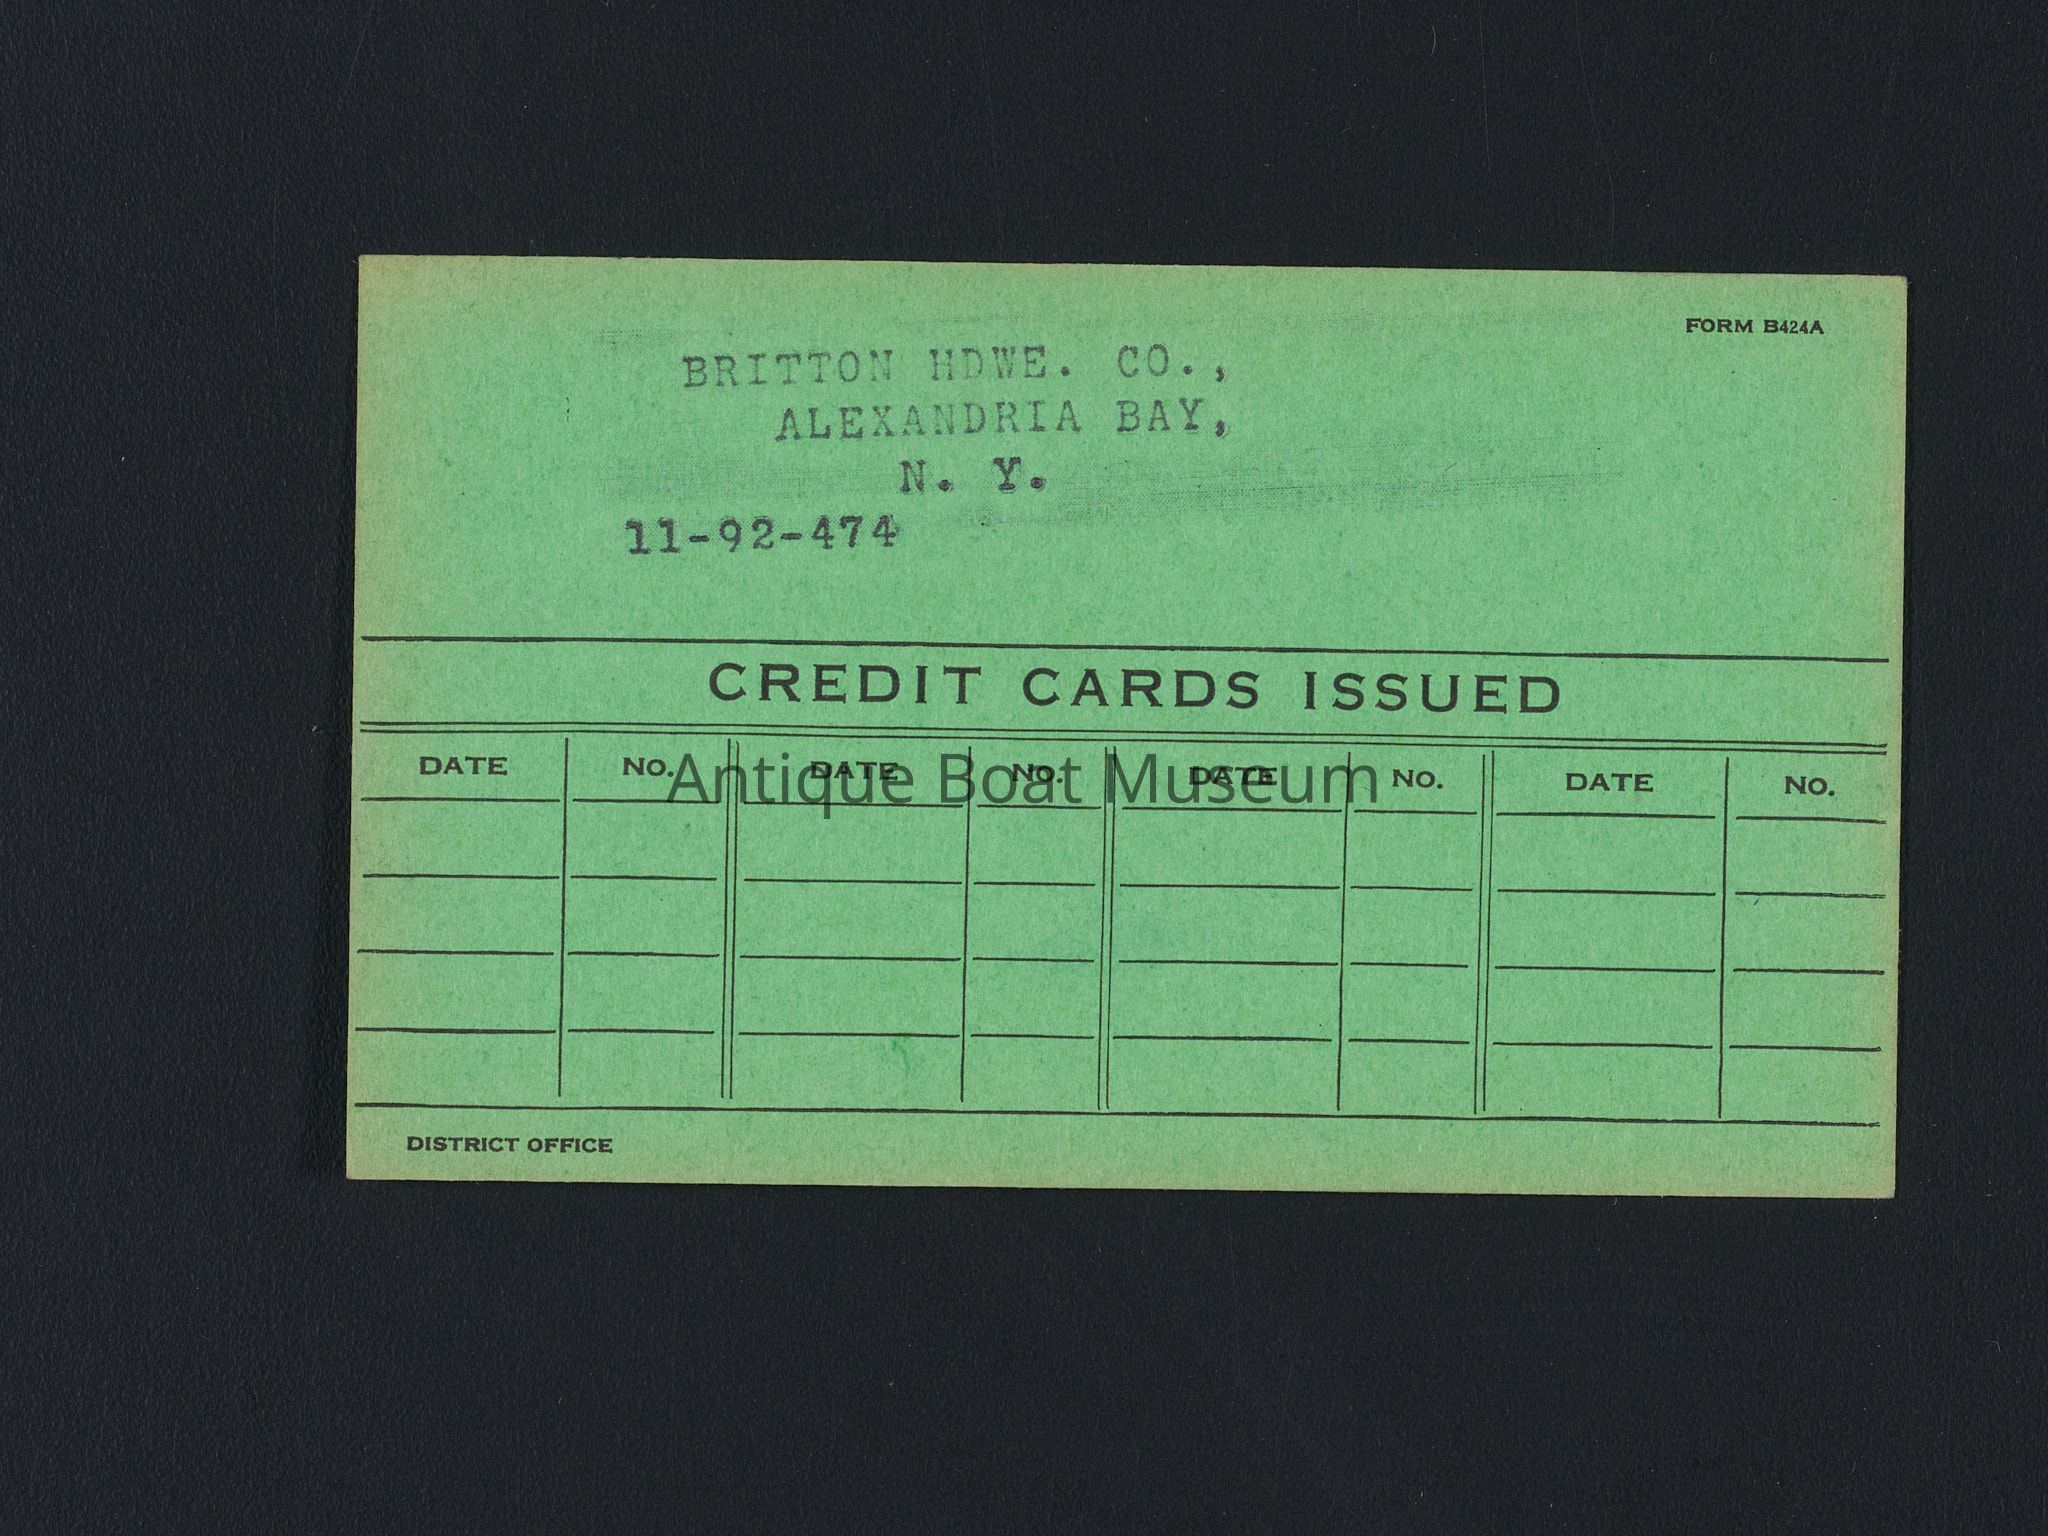 FORM B424A
BRITTON HDWE. CO.,
ALEXANDRIA BAY,
N. Y.
11-92-474
CREDIT CARDS ISSUED
DATE NO. DATE NO. DATE NO. DATE NO.
Antique Boat Museum
DISTRICT OFFICE